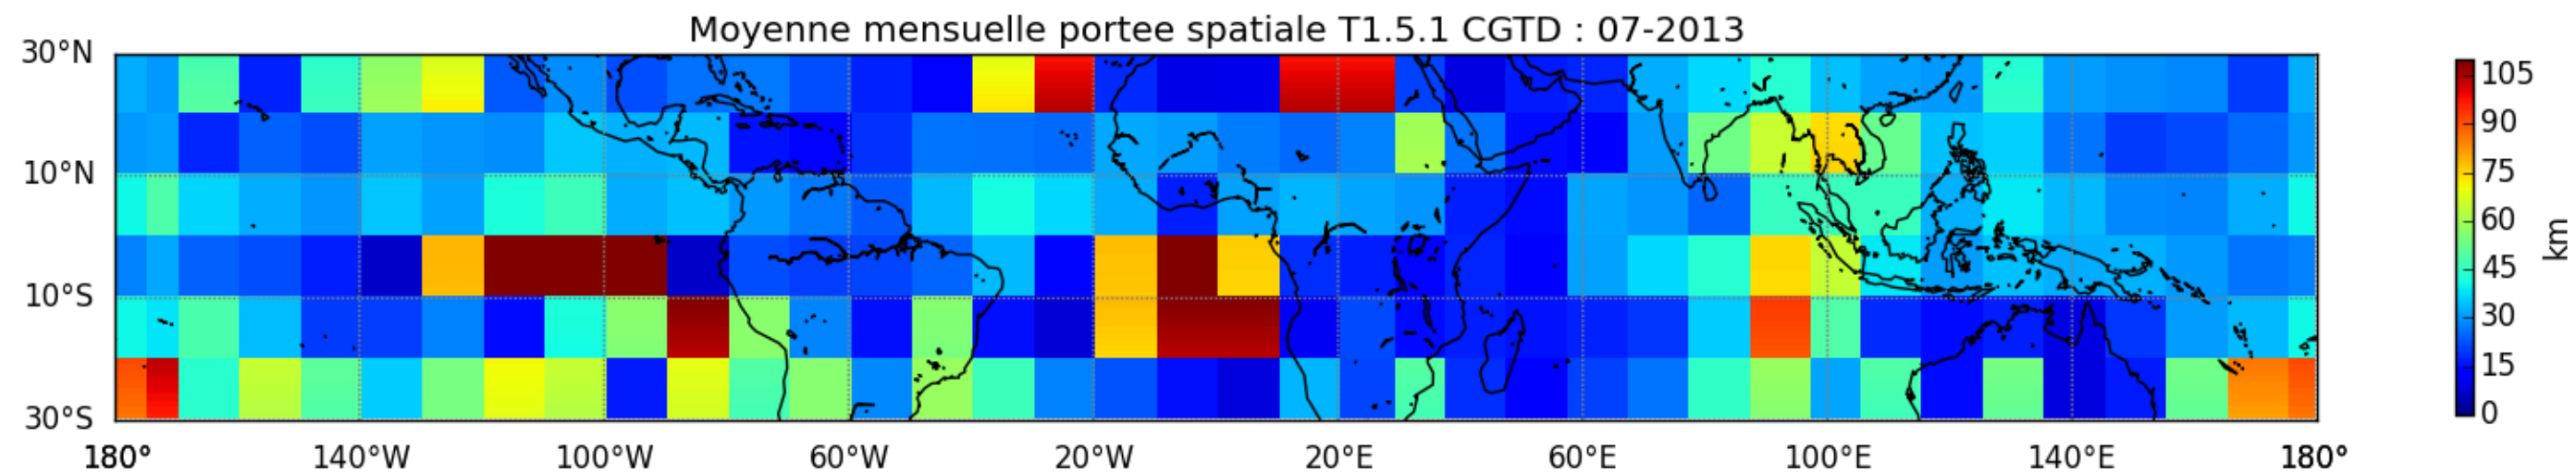 Moyenne mensuelle portee spatiale T1.5.1 CGTD : 07-2013
30°N
10°N
10°S
30°S
180° 140°W 100°W 60°W 20°W 20°E 60°E 100°E 140°E 180°
105
90
75
60
45
30
15
0
km